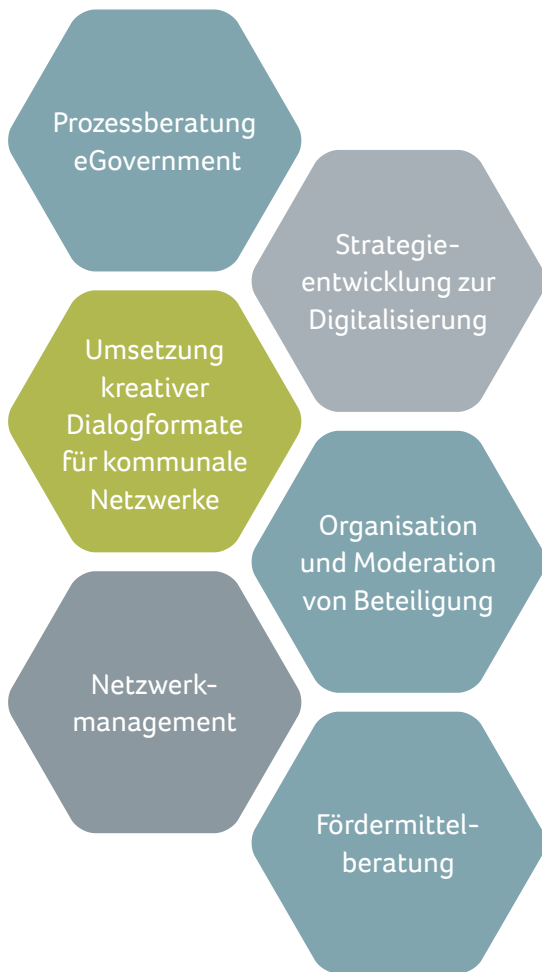 Prozessberatung
eGovernment
Strategie-
entwicklung zur
Digitalisierung
Umsetzung
kreativer
Dialogformate
für kommunale
Netzwerke
Organisation
und Moderation
von Beteiligung
Netzwerk-
management
Fördermittel-
beratung